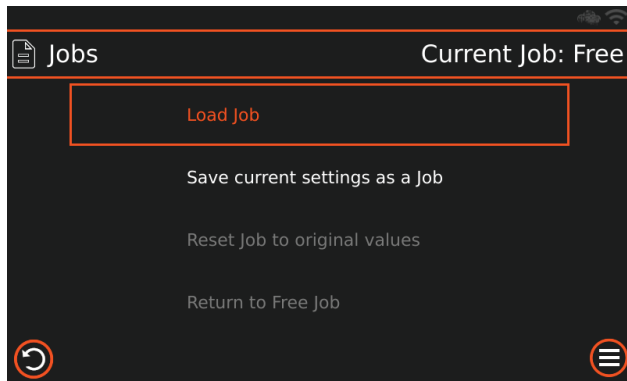 Jobs
Current Job: Free
Load Job
Save current settings as a Job
Reset Job to original values
Return to Free Job